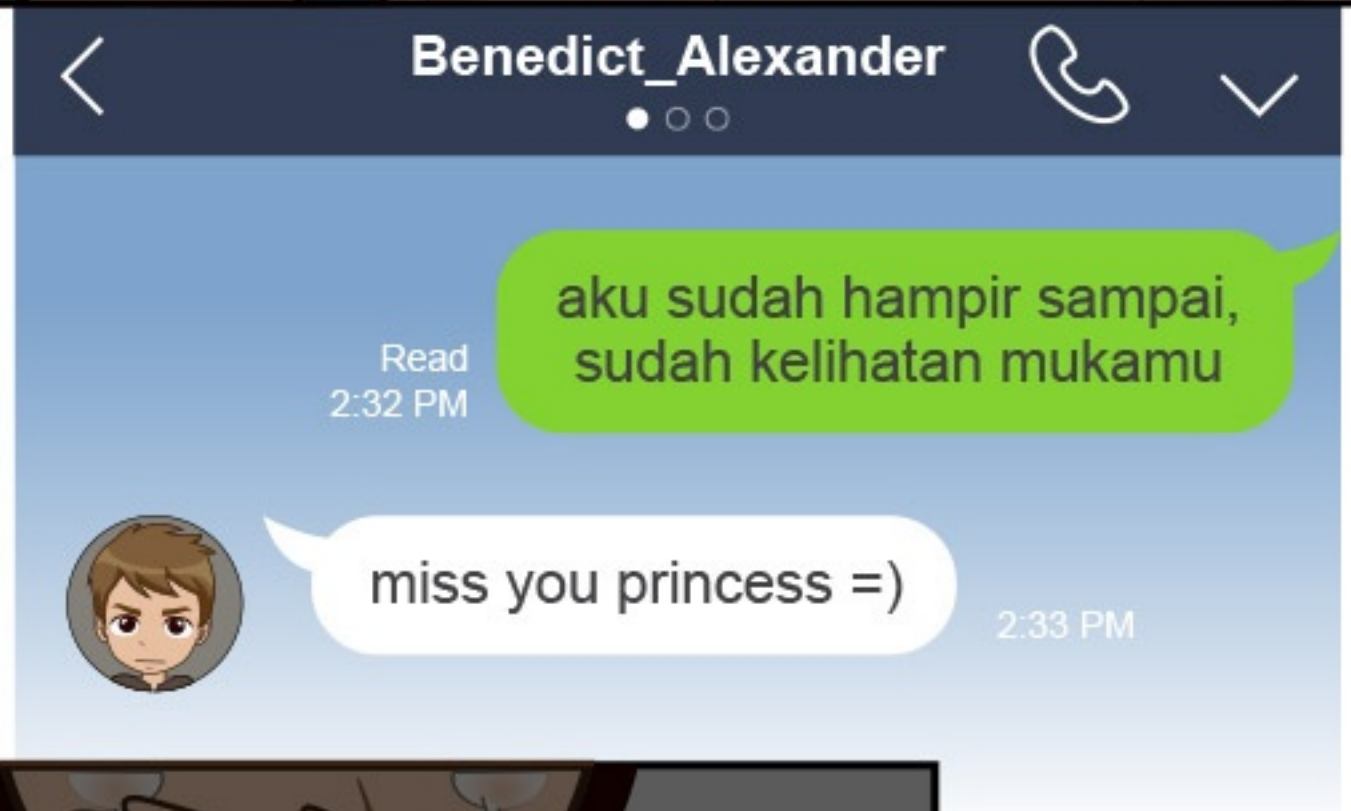 Benedict_Alexander
aku sudah hampir sampai,
sudah kelihatan mukamu
Read
2:32 PM
miss you princess =)
2:33 PM